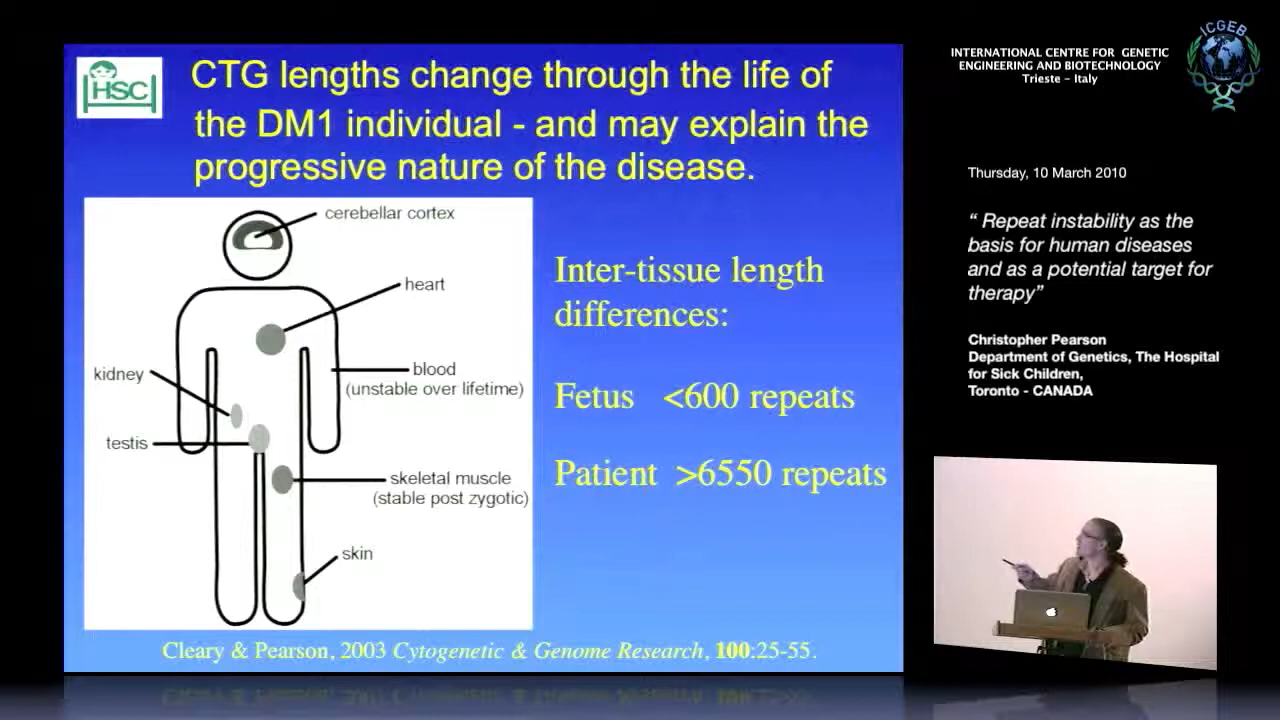 HSC
CTG lengths change through the life of
the DM1 individual - and may explain the
progressive nature of the disease.
cerebellar cortex
heart
kidney
blood
(unstable over lifetime)
testis
skeletal muscle
(stable post zygotic)
skin
Inter-tissue length
differences:
Fetus <600 repeats
Patient >6550 repeats
Cleary & Pearson, 2003 Cytogenetic & Genome Research, 100:25-55.
INTERNATIONAL CENTRE FOR GENETIC
ENGINEERING AND BIOTECHNOLOGY
Trieste - Italy
ICGEB
Thursday, 10 March 2010
“ Repeat instability as the
basis for human diseases
and as a potential target for
therapy”
Christopher Pearson
Department of Genetics, The Hospital
for Sick Children,
Toronto - CANADA